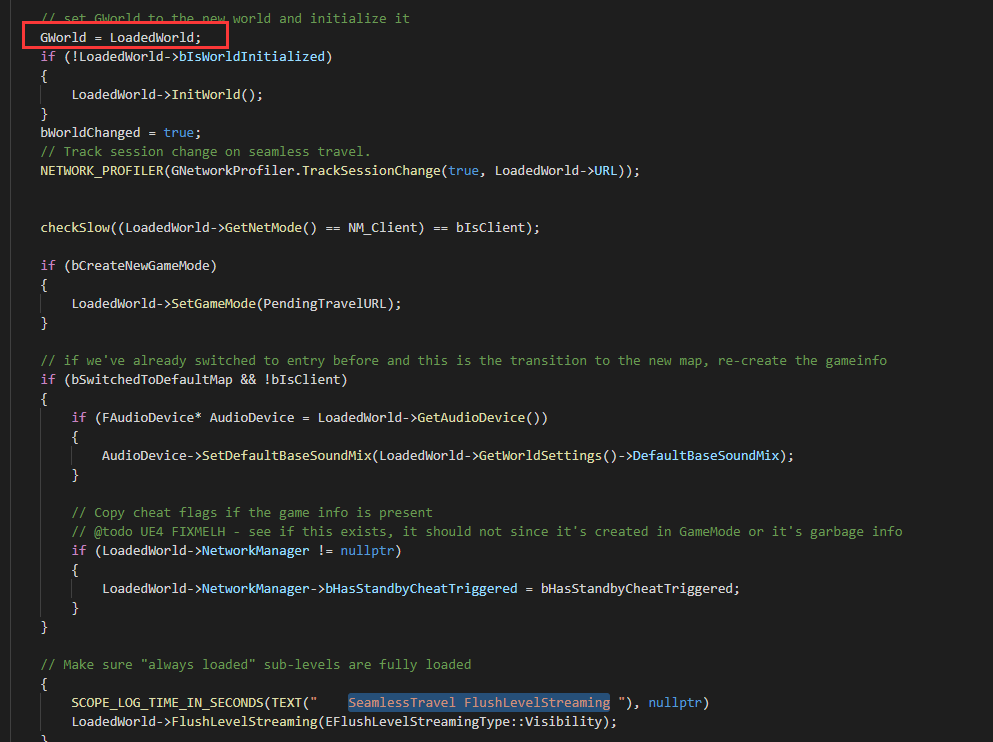 // set GWorld to the new world and initialize it
GWorld = LoadedWorld;
if (!LoadedWorld->bIsWorldInitialized)
{
LoadedWorld->InitWorld();
}
bWorldChanged = true;
// Track session change on seamless travel.
NETWORK_PROFILER(GNetworkProfiler.TrackSessionChange(true, LoadedWorld->URL));
checkSlow((LoadedWorld->GetNetMode() == NM_Client) == bIsClient);
if (bCreateNewGameMode)
{
LoadedWorld->SetGameMode(PendingTravelURL);
}
// if we've already switched to entry before and this is the transition to the new map, re-create the gameinfo
if (bSwitchedToDefaultMap && !bIsClient)
{
if (FAudioDevice* AudioDevice = LoadedWorld->GetAudioDevice())
{
AudioDevice->SetDefaultBaseSoundMix(LoadedWorld->GetWorldSettings()->DefaultBaseSoundMix);
}
// Copy cheat flags if the game info is present
// @todo UE4 FIXMELH - see if this exists, it should not since it's created in GameMode or it's garbage info
if (LoadedWorld->NetworkManager != nullptr)
{
LoadedWorld->NetworkManager->bHasStandbyCheatTriggered = bHasStandbyCheatTriggered;
}
}
// Make sure "always loaded" sub-levels are fully loaded
{
SCOPE_LOG_TIME_IN_SECONDS(TEXT("    SeamlessTravel FlushLevelStreaming "), nullptr)
LoadedWorld->FlushLevelStreaming(EFlushLevelStreamingType::Visibility);
}